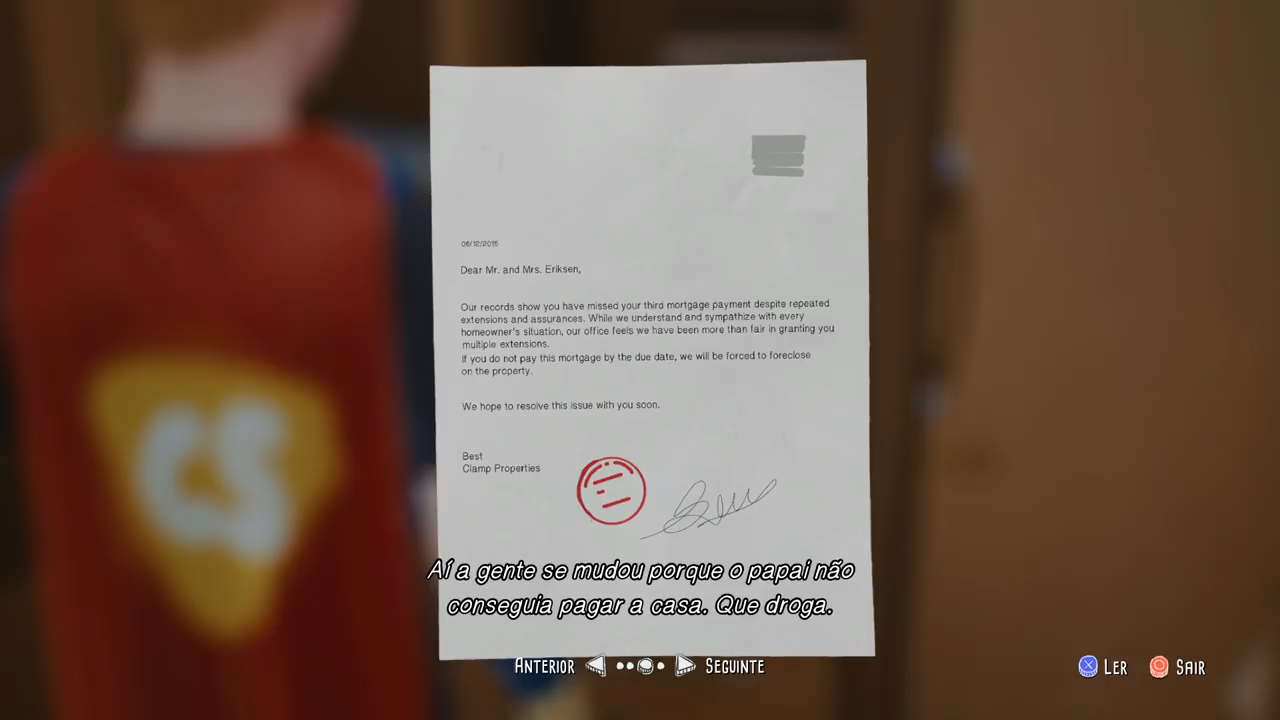 06/12/2015
Dear Mr. and Mrs. Eriksen,
Our records show you have missed your third mortgage payment despite repeated
extensions and assurances. While we understand and sympathize with every
homeowner's situation, our office feels we have been more than fair in granting you
multiple extensions.
If you do not pay this mortgage by the due date, we will be forced to foreclose
on the property.
We hope to resolve this issue with you soon.
Best
Clamp Properties
CS
Aí a gente se mudou porque o papai não
conseguia pagar a casa. Que droga.
ANTERIOR SEGUINTE LER SAIR